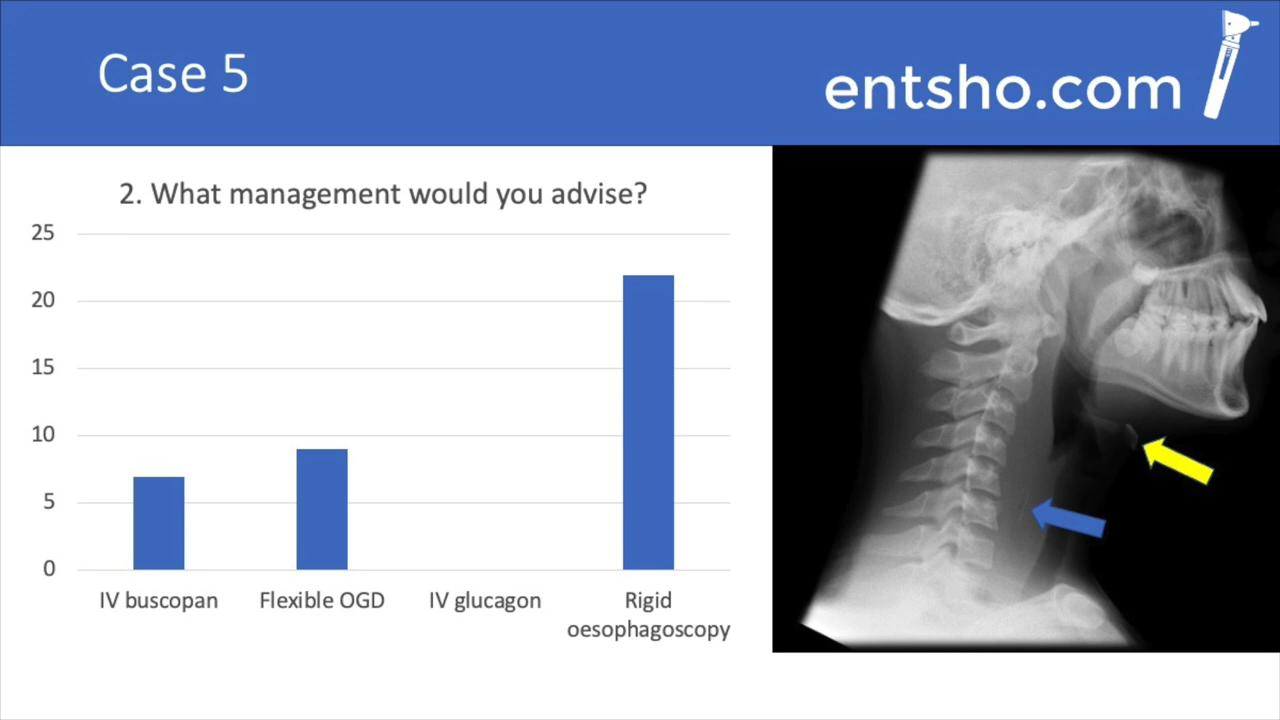 Case 5
entsho.com
2. What management would you advise?
25
20
15
10
5
0
IV buscopan
Flexible OGD
IV glucagon
Rigid
oesophagoscopy